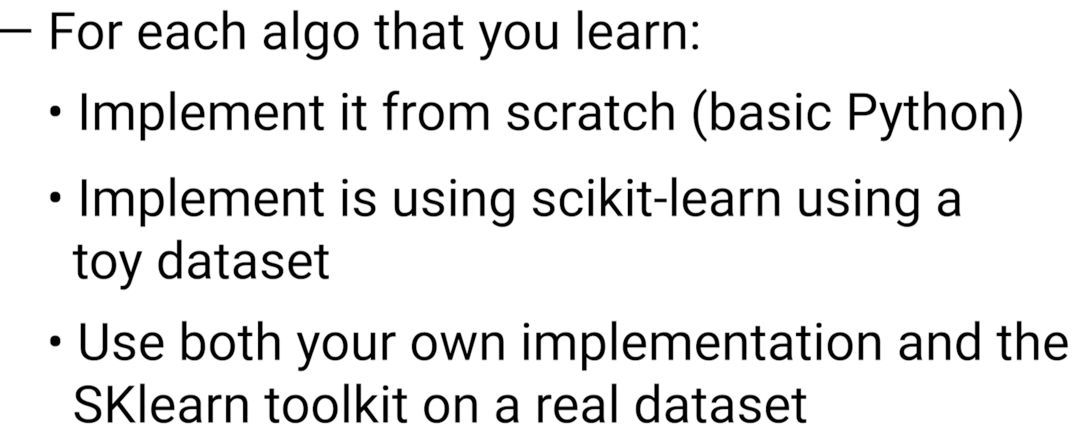 — For each algo that you learn:
• Implement it from scratch (basic Python)
• Implement is using scikit-learn using a
toy dataset
• Use both your own implementation and the
SKlearn toolkit on a real dataset